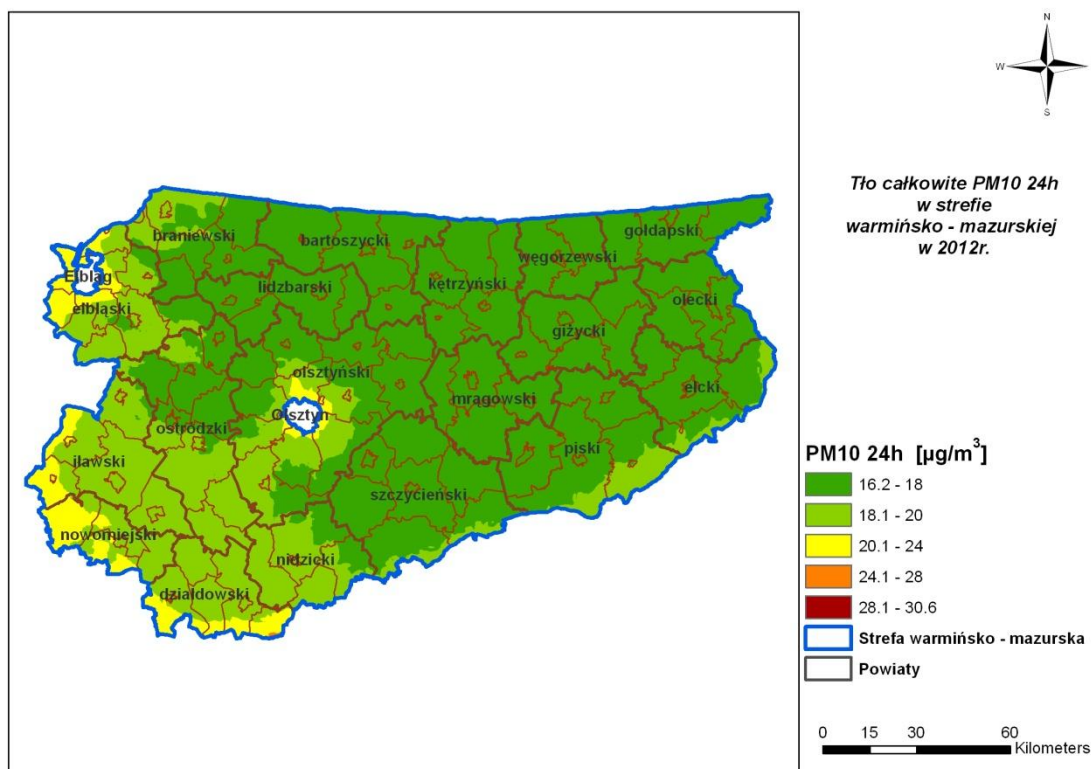 N
W
S
Tło całkowite PM10 24h
w strefie
warmińsko - mazurskiej
w 2012r.
braniewski
bartoszycki
gołdapski
węgorzewski
Elbląg
lidzbarski
kętrzyński
olecki
elbląski
giżycki
olsztyński
ełcki
mrągowski
Olsztyn
ostródzki
piski
iławski
szczycieński
nowomiejski
nidzicki
działdowski
PM10 24h [µg/m³]
16.2 - 18
18.1 - 20
20.1 - 24
24.1 - 28
28.1 - 30.6
Strefa warmińsko - mazurska
Powiaty
0 15 30 60
Kilometers